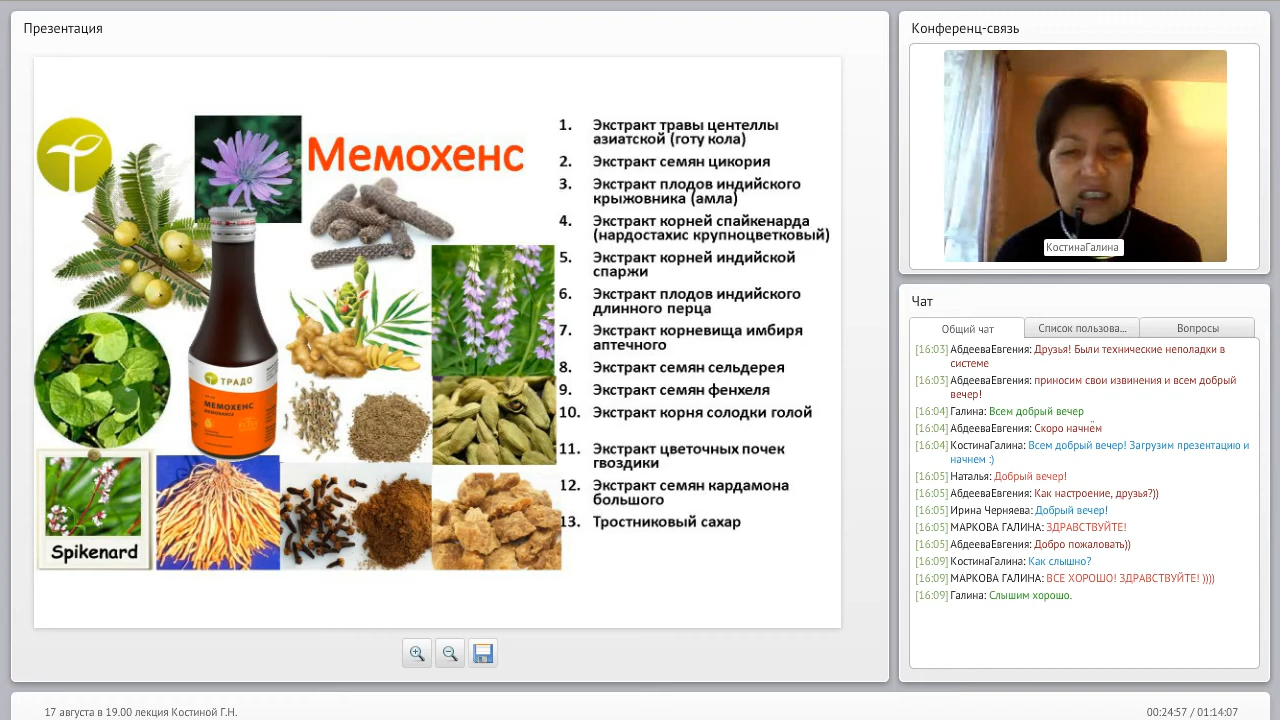 Презентация
Мемохенс
1. Экстракт травы центеллы
азиатской (готу кола)
2. Экстракт семян цикория
3. Экстракт плодов индийского
крыжовника (амла)
4. Экстракт корней спайкенарда
(нардостахис крупноцветковый)
5. Экстракт корней индийской
спаржи
6. Экстракт плодов индийского
длинного перца
7. Экстракт корневища имбиря
аптечного
8. Экстракт семян сельдерея
9. Экстракт семян фенхеля
10. Экстракт корня солодки голой
11. Экстракт цветочных почек
гвоздики
12. Экстракт семян кардамона
большого
13. Тростниковый сахар
ТРАДО
МЕМОХЕНС
Spikenard
Конференц-связь
КостинаГалина
Чат
Общий чат
Список пользова...
Вопросы
[16:03] АбдееваЕвгения: Друзья! Были технические неполадки в
системе
[16:03] АбдееваЕвгения: приносим свои извинения и всем добрый
вечер!
[16:04] Галина: Всем добрый вечер
[16:04] АбдееваЕвгения: Скоро начнём
[16:04] КостинаГалина: Всем добрый вечер! Загрузим презентацию и
начнем :)
[16:05] Наталья: Добрый вечер!
[16:05] АбдееваЕвгения: Как настроение, друзья?))
[16:05] Ирина Черняева: Добрый вечер!
[16:05] МАРКОВА ГАЛИНА: ЗДРАВСТВУЙТЕ!
[16:05] АбдееваЕвгения: Добро пожаловать))
[16:09] КостинаГалина: Как слышно?
[16:09] МАРКОВА ГАЛИНА: ВСЕ ХОРОШО! ЗДРАВСТВУЙТЕ! ))))
[16:09] Галина: Слышим хорошо.
17 августа в 19.00 лекция Костиной Г.Н.
00:24:57 / 01:14:07